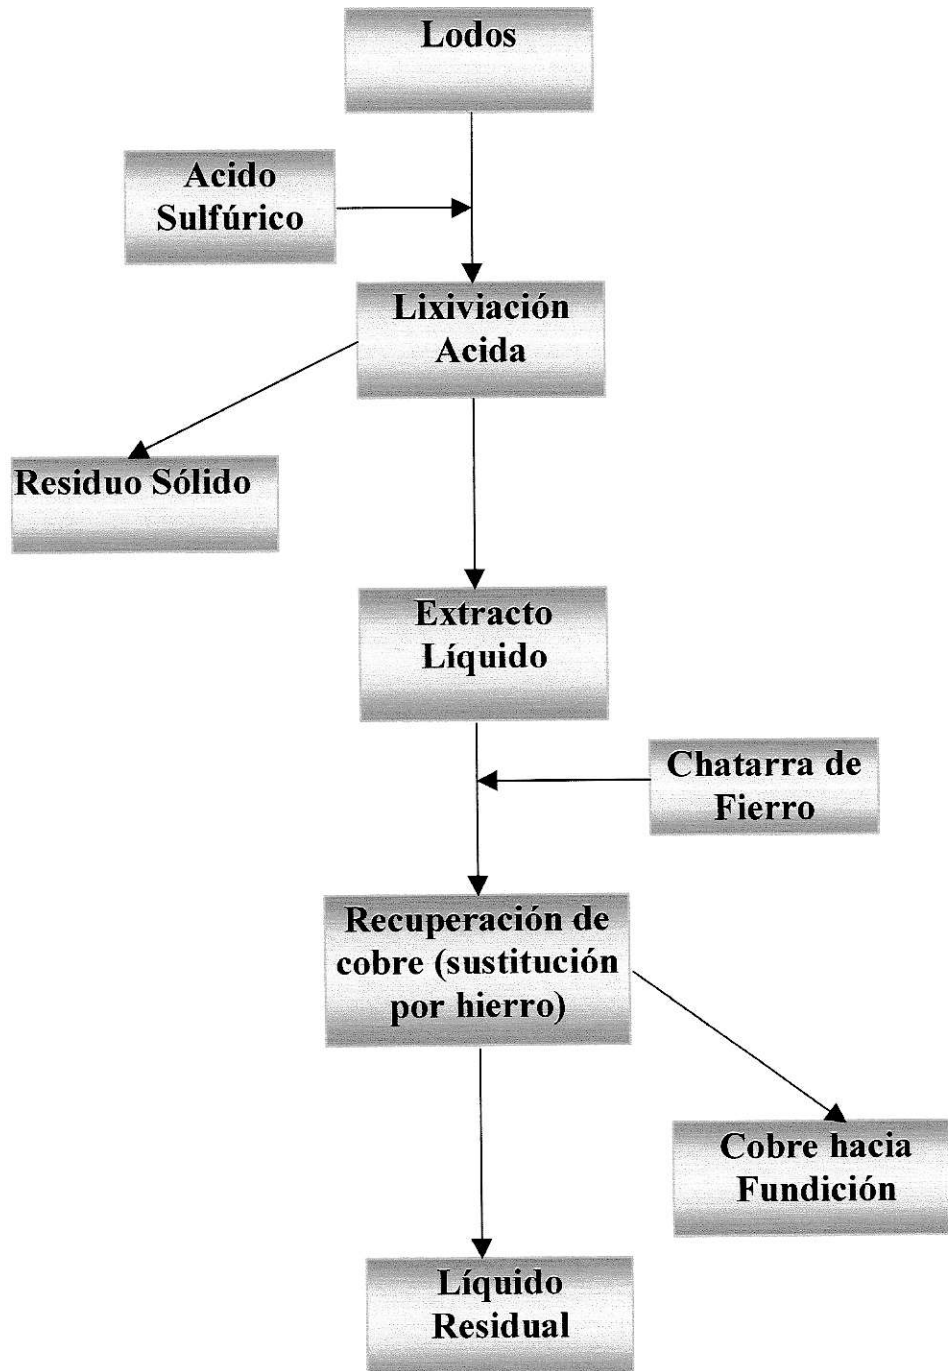 Lodos
Acido
Sulfúrico
Lixiviación
Acida
Residuo Sólido
Extracto
Líquido
Chatarra de
Fierro
Recuperación de
cobre (sustitución
por hierro)
Cobre hacia
Fundición
Líquido
Residual